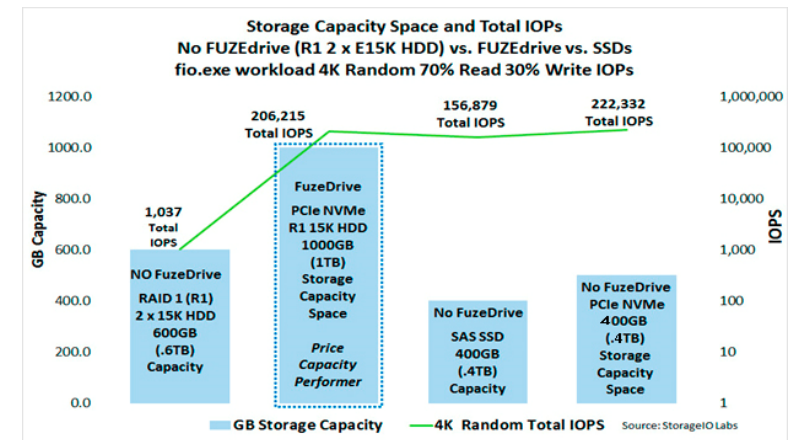 Storage Capacity Space and Total IOPs
No FUZEdrive (R1 2 x E15K HDD) vs. FUZEdrive vs. SSDs
fio.exe workload 4K Random 70% Read 30% Write IOPs
GB Capacity
1200.0
1000.0
800.0
600.0
400.0
200.0
0.0
1,037
Total
IOPS
NO FuzeDrive
RAID 1 (R1)
2 x 15K HDD
600GB
(.6TB)
Capacity
206,215
Total IOPS
FuzeDrive
PCIe NVMe
R1 15K HDD
1000GB
(1TB)
Storage
Capacity
Space
Price
Capacity
Performer
156,879
Total IOPS
No FuzeDrive
SAS SSD
400GB
(.4TB)
Capacity
222,332
Total IOPS
No FuzeDrive
PCIe NVMe
400GB
(.4TB)
Storage
Capacity
Space
1,000,000
100,000
10,000
1,000
100
10
1
IOPS
GB Storage Capacity
4K Random Total IOPS
Source: StorageIO Labs